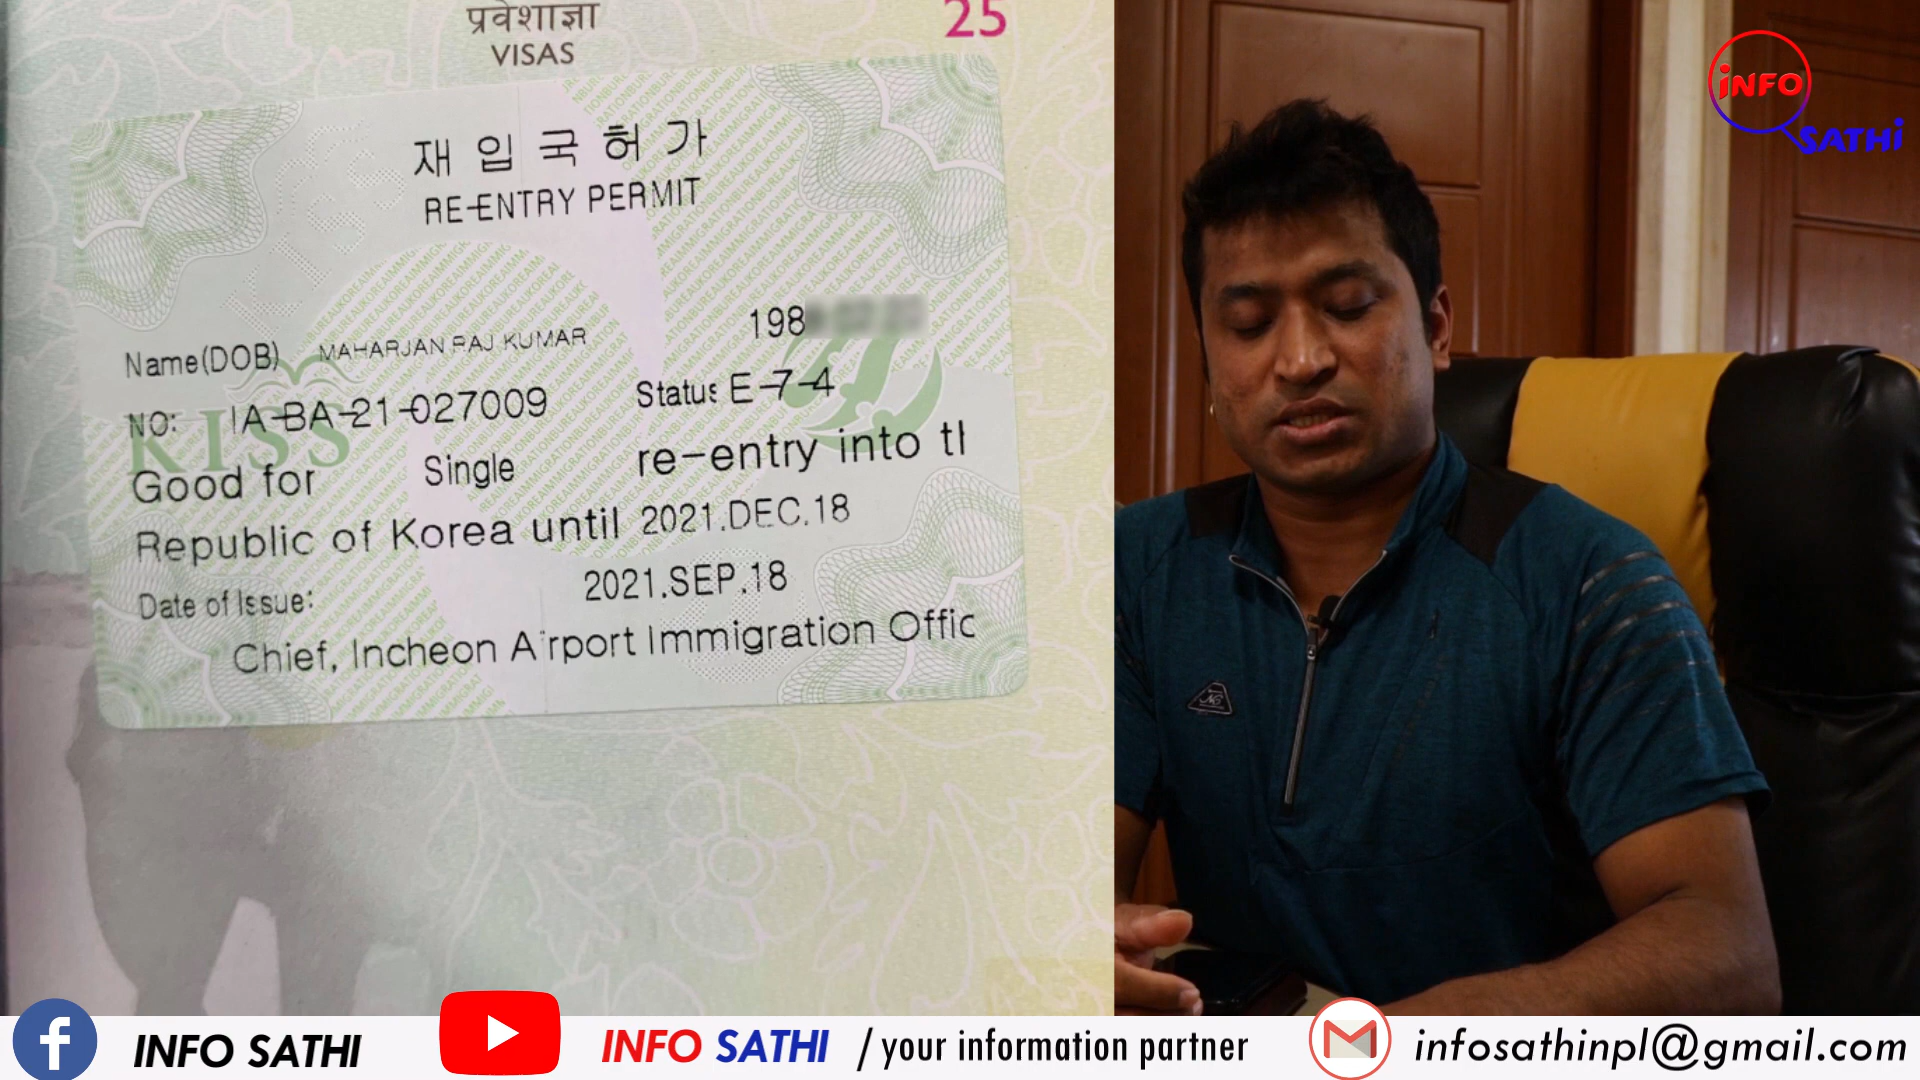 प्रवेशाज्ञा
VISAS
25
재입국허가
RE-ENTRY PERMIT
Name(DOB) MAHARJAN RAJ KUMAR 198
NO: IA-BA-21-027009 Status E-7-4
KISS
Good for Single re-entry into tl
Republic of Korea until 2021.DEC.18
Date of Issue: 2021.SEP.18
Chief, Incheon Airport Immigration Offic
iNFO
SATHi
INFO SATHI
INFO SATHI / your information partner
infosathinpl@gmail.com